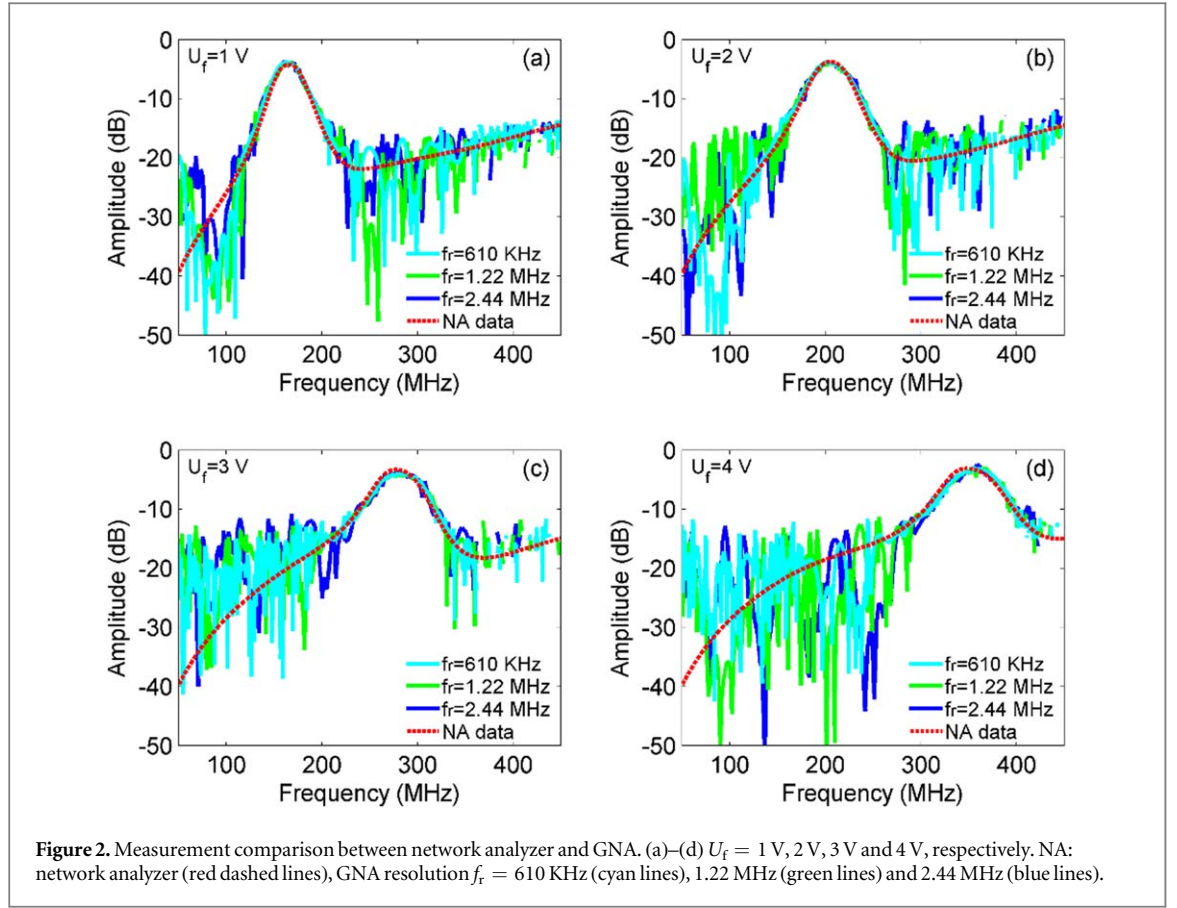 U_f=1 V
(a)
0
-10
-20
-30
-40
-50
Amplitude (dB)
fr=610 KHz
fr=1.22 MHz
fr=2.44 MHz
NA data
100
200
300
400
Frequency (MHz)
U_f=2 V
(b)
0
-10
-20
-30
-40
-50
Amplitude (dB)
fr=610 KHz
fr=1.22 MHz
fr=2.44 MHz
NA data
100
200
300
400
Frequency (MHz)
U_f=3 V
(c)
0
-10
-20
-30
-40
-50
Amplitude (dB)
fr=610 KHz
fr=1.22 MHz
fr=2.44 MHz
NA data
100
200
300
400
Frequency (MHz)
U_f=4 V
(d)
0
-10
-20
-30
-40
-50
Amplitude (dB)
fr=610 KHz
fr=1.22 MHz
fr=2.44 MHz
NA data
100
200
300
400
Frequency (MHz)
Figure 2. Measurement comparison between network analyzer and GNA. (a)–(d) U_f = 1 V, 2 V, 3 V and 4 V, respectively. NA:
network analyzer (red dashed lines), GNA resolution f_r = 610 KHz (cyan lines), 1.22 MHz (green lines) and 2.44 MHz (blue lines).